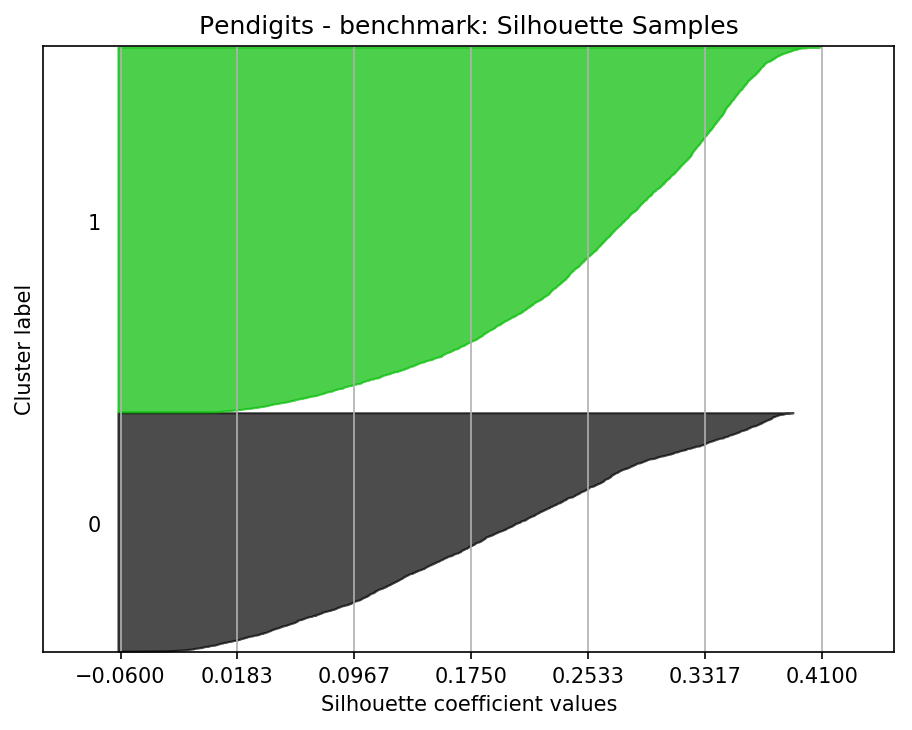 Pendigits - benchmark: Silhouette Samples
Cluster label
1
0
−0.0600 0.0183 0.0967 0.1750 0.2533 0.3317 0.4100
Silhouette coefficient values